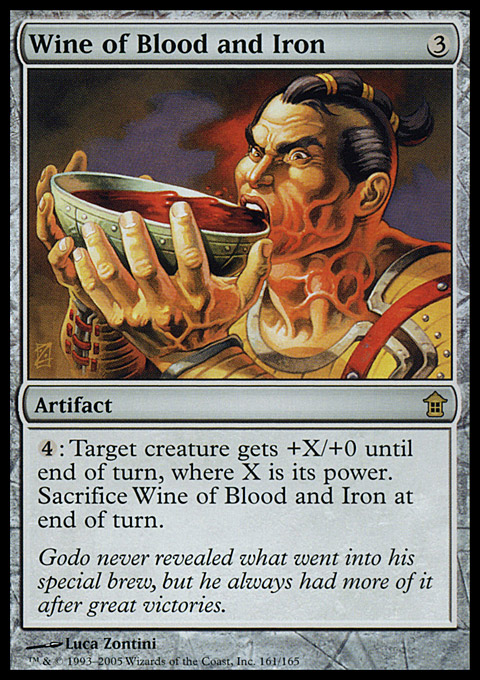 Wine of Blood and Iron 3
Artifact
4: Target creature gets +X/+0 until
end of turn, where X is its power.
Sacrifice Wine of Blood and Iron at
end of turn.
Godo never revealed what went into his
special brew, but he always had more of it
after great victories.
Luca Zontini
™ & © 1993–2005 Wizards of the Coast, Inc. 161/165